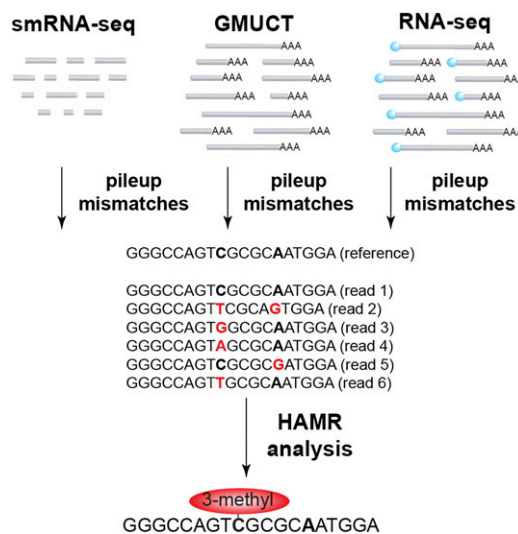 smRNA-seq GMUCT RNA-seq
AAA AAA
AAA AAA AAA AAA
AAA AAA AAA AAA
AAA AAA AAA AAA
AAA AAA
AAA AAA AAA AAA
AAA AAA
pileup pileup pileup
mismatches mismatches mismatches
GGGCCAGTCGCGCAATGGA (reference)
GGGCCAGTCGCGCAATGGA (read 1)
GGGCCAGTTCGCAGTGGA (read 2)
GGGCCAGTGGCGCAATGGA (read 3)
GGGCCAGTAGCGCAATGGA (read 4)
GGGCCAGTCGCGCGATGGA (read 5)
GGGCCAGTTGCGCAATGGA (read 6)
HAMR
analysis
3-methyl
GGGCCAGTCGCGCAATGGA